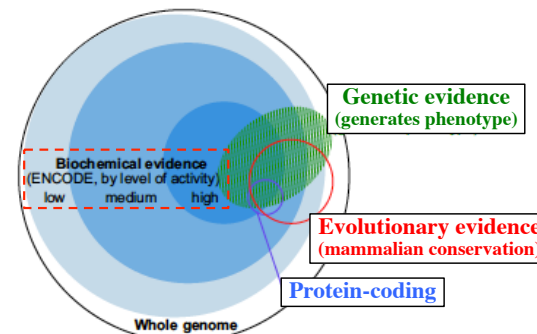 Genetic evidence
(generates phenotype)
Biochemical evidence
(ENCODE, by level of activity)
low medium high
Evolutionary evidence
(mammalian conservation)
Protein-coding
Whole genome